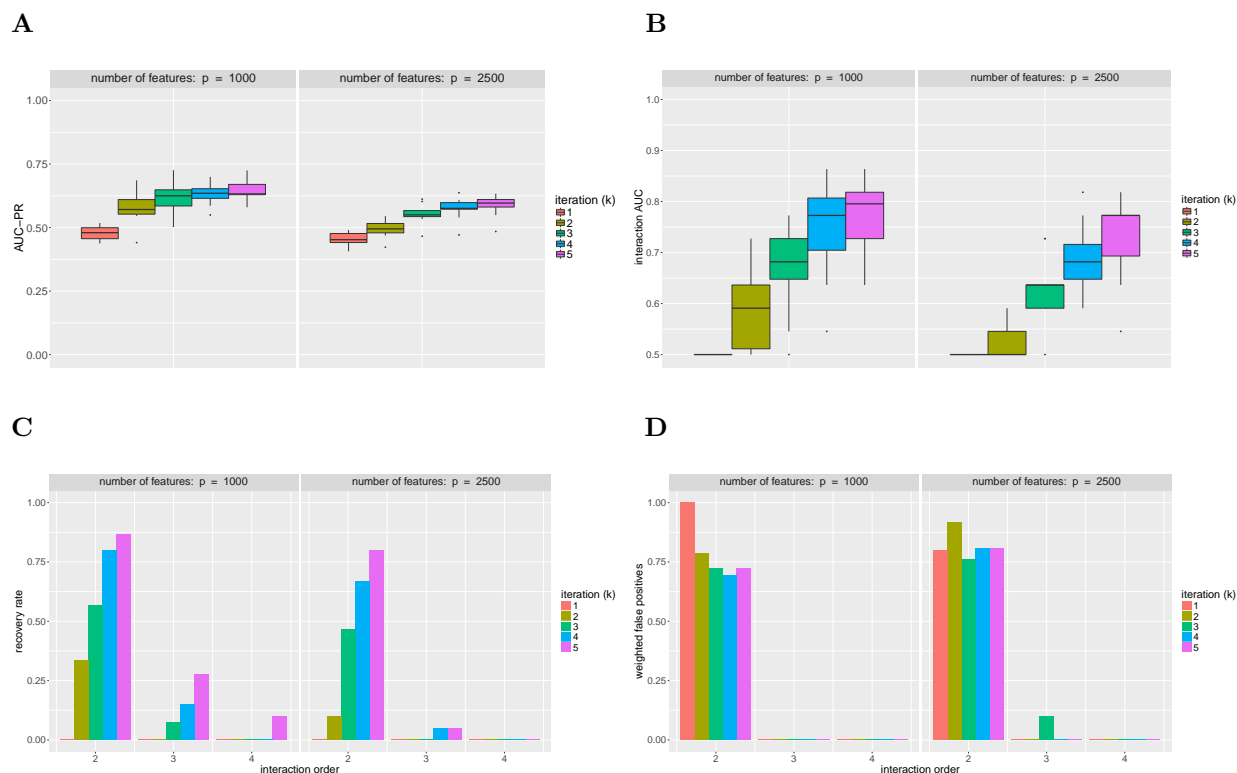 A
number of features: p = 1000
number of features: p = 2500
1.00
0.75
0.50
0.25
0.00
AUC−PR
iteration (k)
1
2
3
4
5
B
number of features: p = 1000
number of features: p = 2500
1.0
0.9
0.8
0.7
0.6
0.5
interaction AUC
iteration (k)
1
2
3
4
5
C
number of features: p = 1000
number of features: p = 2500
1.00
0.75
0.50
0.25
0.00
recovery rate
2 3 4 2 3 4
interaction order
iteration (k)
1
2
3
4
5
D
number of features: p = 1000
number of features: p = 2500
1.00
0.75
0.50
0.25
0.00
weighted false positives
2 3 4 2 3 4
interaction order
iteration (k)
1
2
3
4
5